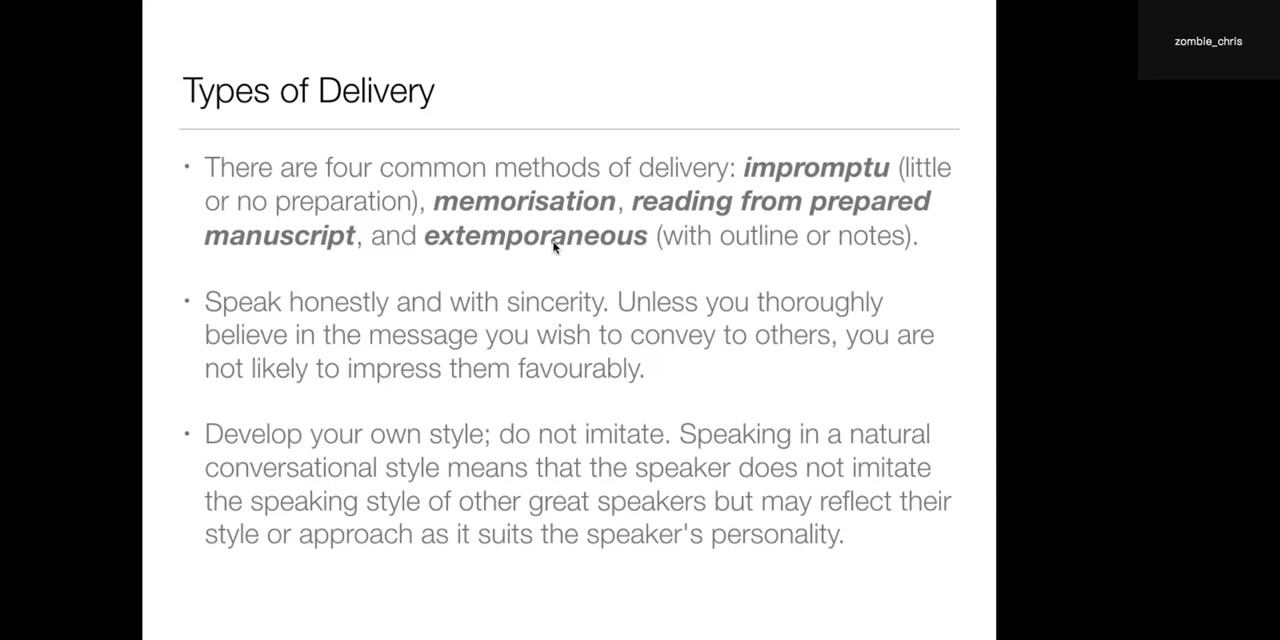 zombie_chris
Types of Delivery
• There are four common methods of delivery: impromptu (little
or no preparation), memorisation, reading from prepared
manuscript, and extemporaneous (with outline or notes).
• Speak honestly and with sincerity. Unless you thoroughly
believe in the message you wish to convey to others, you are
not likely to impress them favourably.
• Develop your own style; do not imitate. Speaking in a natural
conversational style means that the speaker does not imitate
the speaking style of other great speakers but may reflect their
style or approach as it suits the speaker's personality.